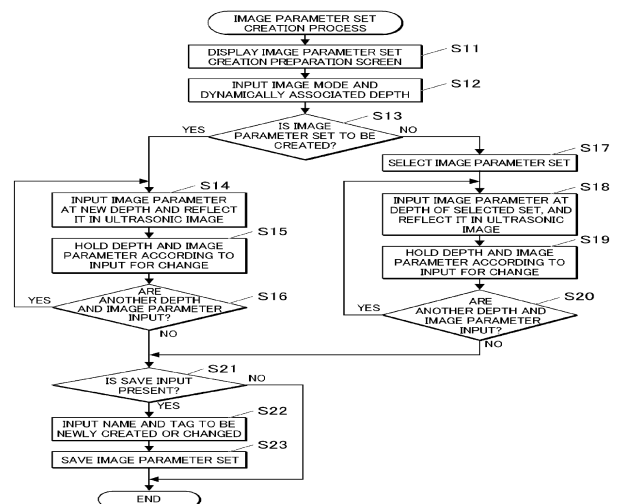 IMAGE PARAMETER SET
CREATION PROCESS
S11
DISPLAY IMAGE PARAMETER SET
CREATION PREPARATION SCREEN
S12
INPUT IMAGE MODE AND
DYNAMICALLY ASSOCIATED DEPTH
S13
IS IMAGE
PARAMETER SET TO BE
CREATED?
YES
NO
S17
SELECT IMAGE PARAMETER SET
S14
INPUT IMAGE PARAMETER
AT NEW DEPTH AND REFLECT
IT IN ULTRASONIC IMAGE
S15
HOLD DEPTH AND IMAGE
PARAMETER ACCORDING TO
INPUT FOR CHANGE
S16
ARE
ANOTHER DEPTH
AND IMAGE PARAMETER
INPUT?
YES
NO
S18
INPUT IMAGE PARAMETER AT
DEPTH OF SELECTED SET, AND
REFLECT IT IN ULTRASONIC
IMAGE
S19
HOLD DEPTH AND IMAGE
PARAMETER ACCORDING TO
INPUT FOR CHANGE
S20
ARE
ANOTHER DEPTH AND
IMAGE PARAMETER
INPUT?
YES
NO
S21
IS SAVE INPUT
PRESENT?
NO
YES
S22
INPUT NAME AND TAG TO BE
NEWLY CREATED OR CHANGED
S23
SAVE IMAGE PARAMETER SET
END